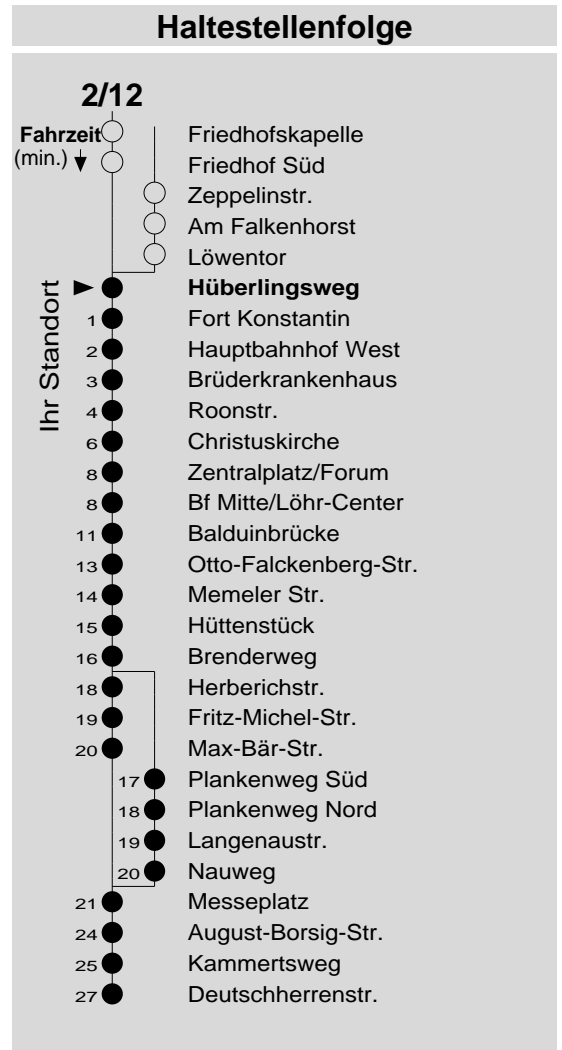 Haltestellenfolge
2/12
Fahrzeit
(min.)
Friedhofskapelle
Friedhof Süd
Zeppelinstr.
Am Falkenhorst
Löwentor
Ihr Standort
Hüberlingsweg
1 Fort Konstantin
2 Hauptbahnhof West
3 Brüderkrankenhaus
4 Roonstr.
6 Christuskirche
8 Zentralplatz/Forum
8 Bf Mitte/Löhr-Center
11 Balduinbrücke
13 Otto-Falckenberg-Str.
14 Memeler Str.
15 Hüttenstück
16 Brenderweg
18 Herberichstr.
19 Fritz-Michel-Str.
20 Max-Bär-Str.
17 Plankenweg Süd
18 Plankenweg Nord
19 Langenaustr.
20 Nauweg
21 Messeplatz
24 August-Borsig-Str.
25 Kammertsweg
27 Deutschherrenstr.